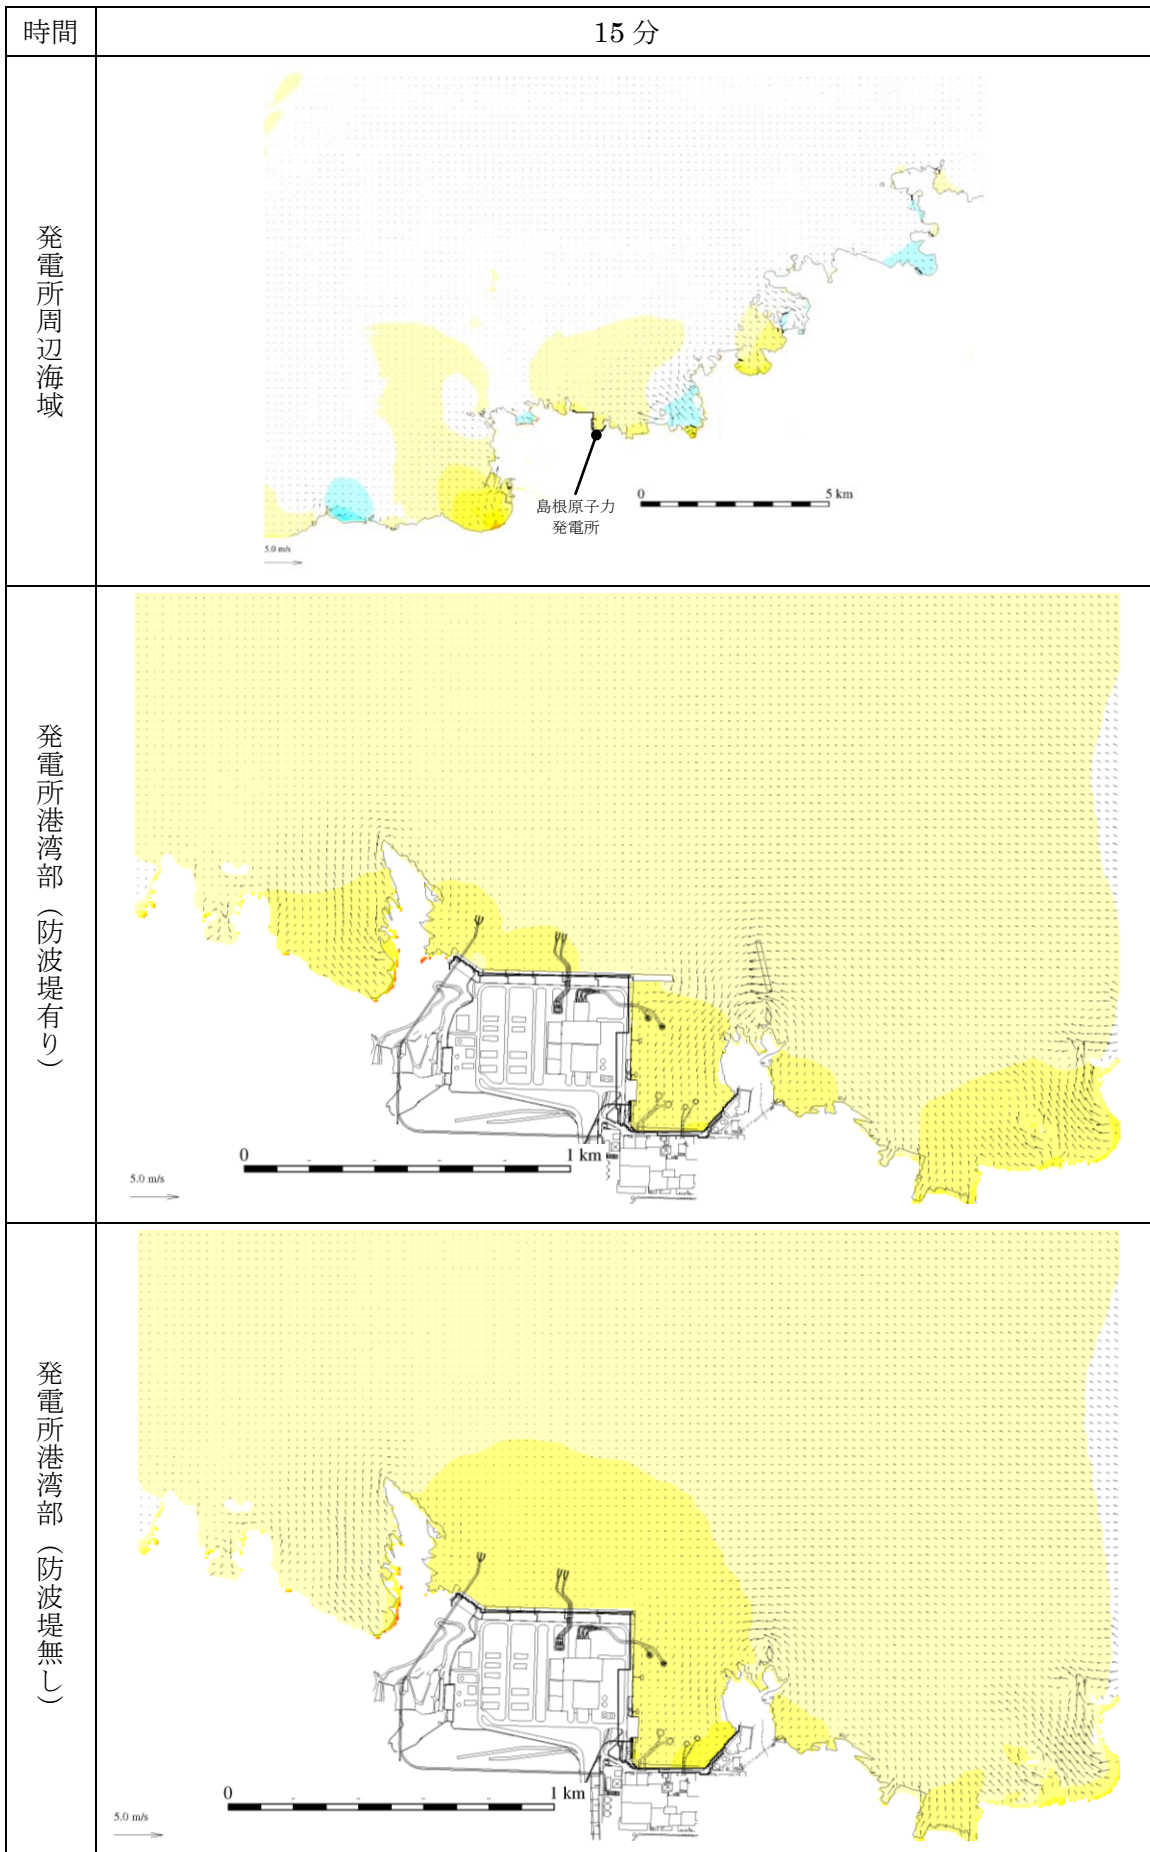 時間
15 分
発電所周辺海域
島根原子力
発電所
0
5 km
5.0 m/s
発電所港湾部（防波堤有り）
0
1 km
5.0 m/s
発電所港湾部（防波堤無し）
0
1 km
5.0 m/s